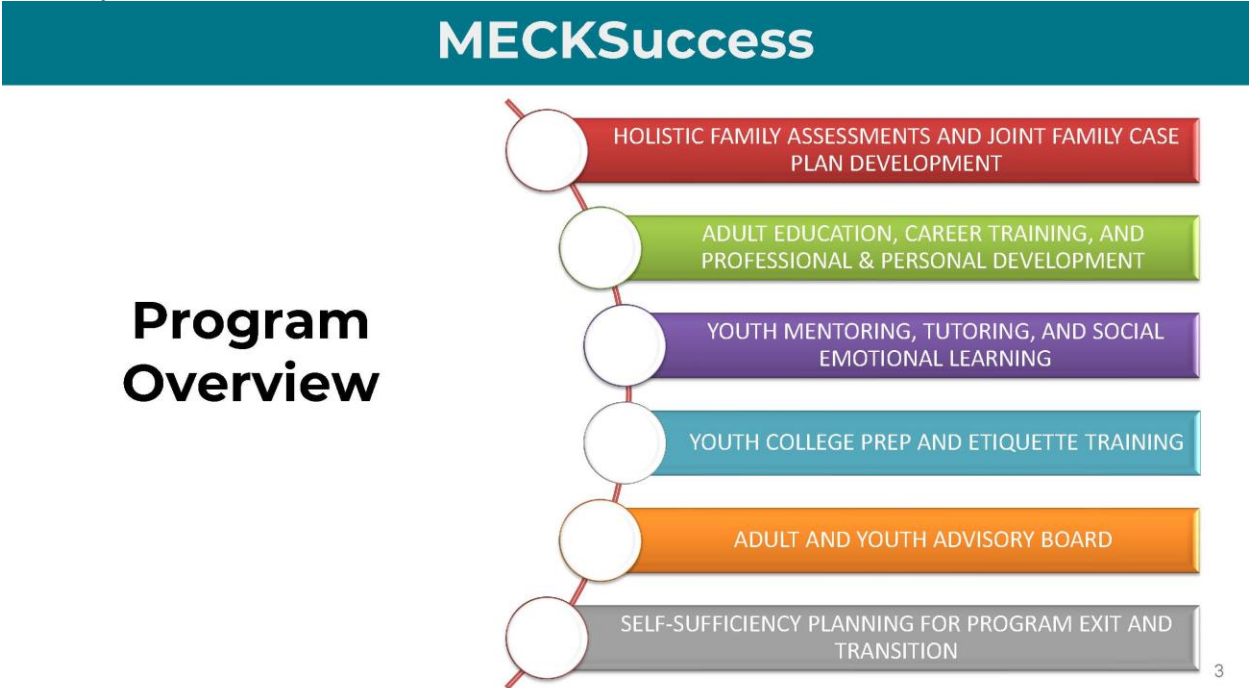 MECKSuccess
Program
Overview
HOLISTIC FAMILY ASSESSMENTS AND JOINT FAMILY CASE
PLAN DEVELOPMENT
ADULT EDUCATION, CAREER TRAINING, AND
PROFESSIONAL & PERSONAL DEVELOPMENT
YOUTH MENTORING, TUTORING, AND SOCIAL
EMOTIONAL LEARNING
YOUTH COLLEGE PREP AND ETIQUETTE TRAINING
ADULT AND YOUTH ADVISORY BOARD
SELF-SUFFICIENCY PLANNING FOR PROGRAM EXIT AND
TRANSITION
3